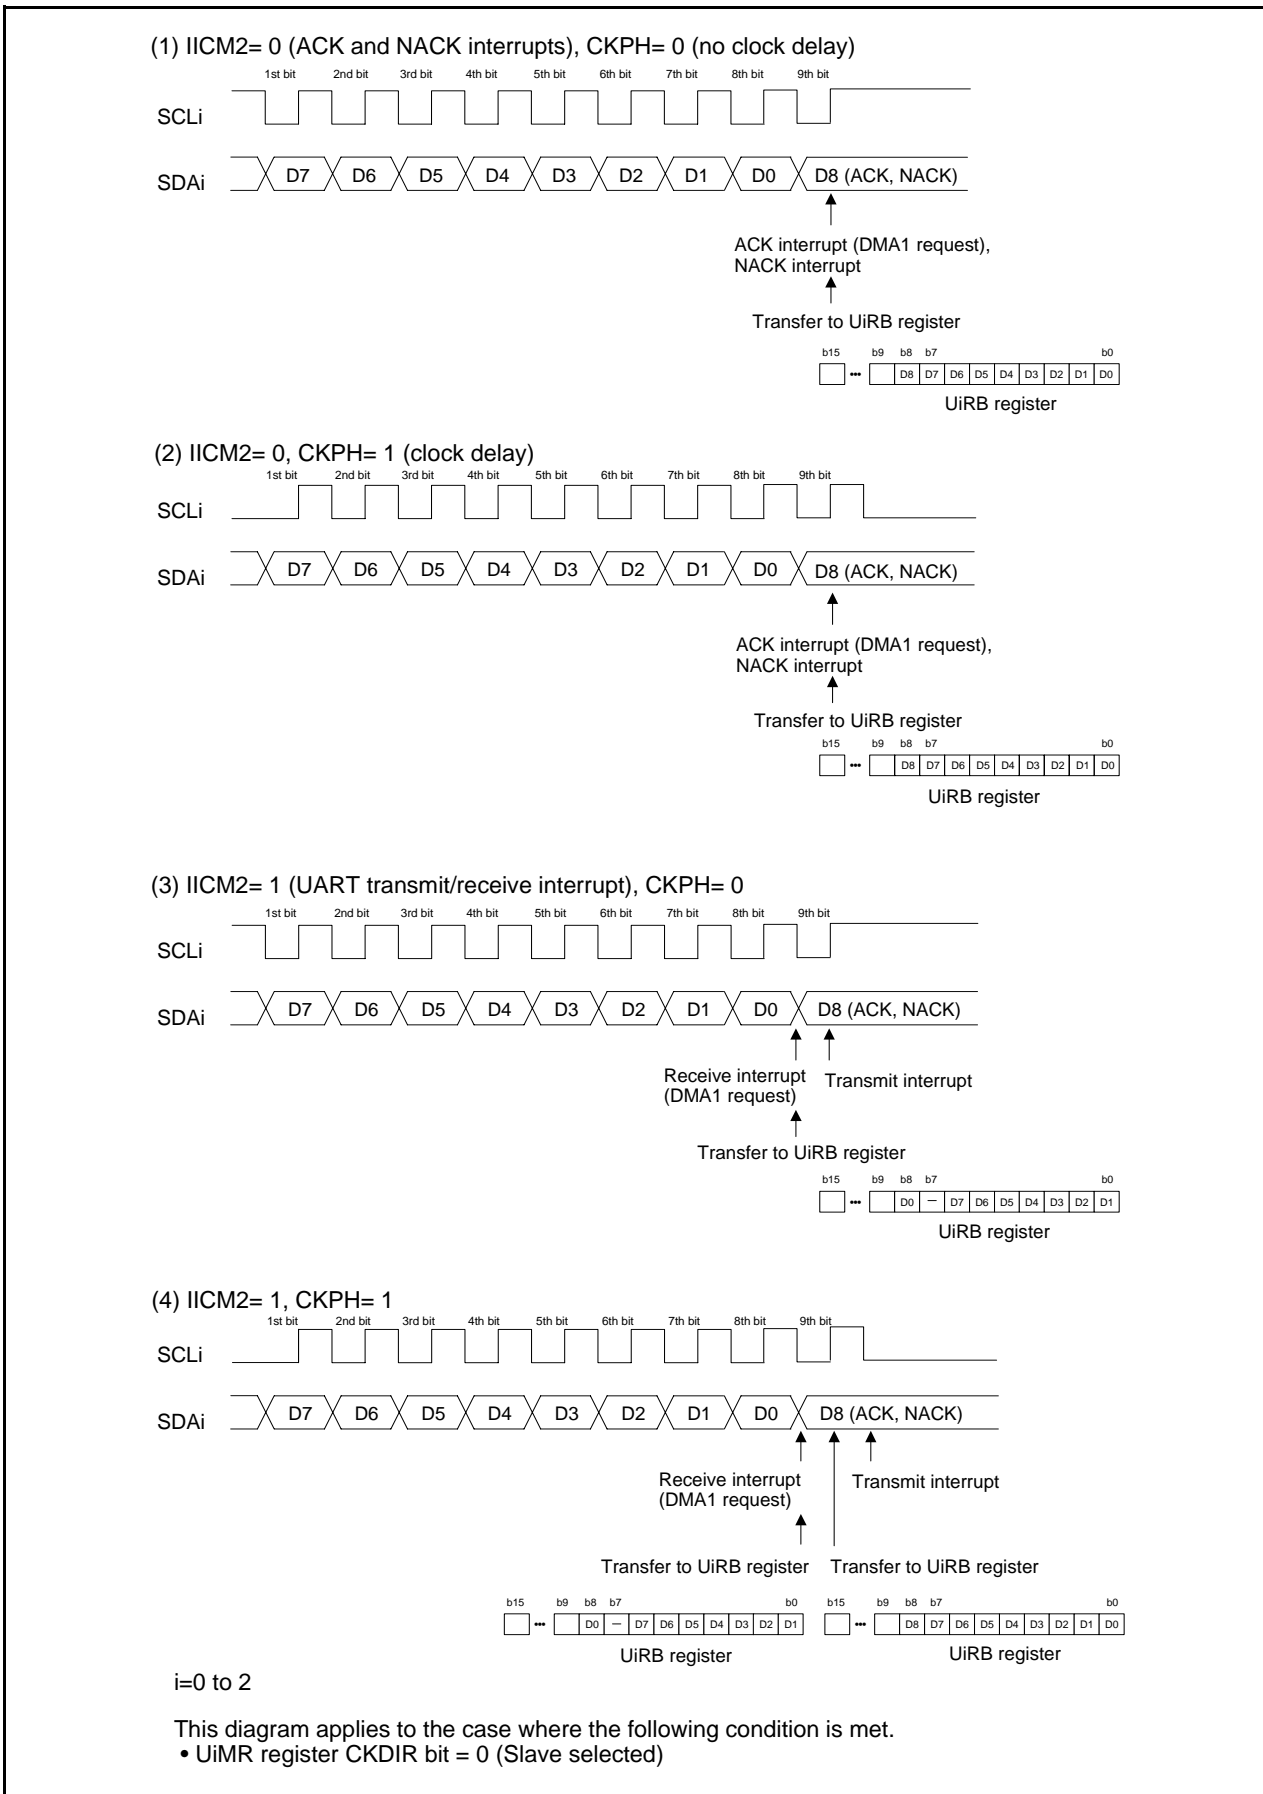 (1) IICM2= 0 (ACK and NACK interrupts), CKPH= 0 (no clock delay)
1st bit 2nd bit 3rd bit 4th bit 5th bit 6th bit 7th bit 8th bit 9th bit
SCLi
SDAi D7 D6 D5 D4 D3 D2 D1 D0 D8 (ACK, NACK)
ACK interrupt (DMA1 request),
NACK interrupt
Transfer to UiRB register
b15 b9 b8 b7 b0
••• D8 D7 D6 D5 D4 D3 D2 D1 D0
UiRB register
(2) IICM2= 0, CKPH= 1 (clock delay)
1st bit 2nd bit 3rd bit 4th bit 5th bit 6th bit 7th bit 8th bit 9th bit
SCLi
SDAi D7 D6 D5 D4 D3 D2 D1 D0 D8 (ACK, NACK)
ACK interrupt (DMA1 request),
NACK interrupt
Transfer to UiRB register
b15 b9 b8 b7 b0
••• D8 D7 D6 D5 D4 D3 D2 D1 D0
UiRB register
(3) IICM2= 1 (UART transmit/receive interrupt), CKPH= 0
1st bit 2nd bit 3rd bit 4th bit 5th bit 6th bit 7th bit 8th bit 9th bit
SCLi
SDAi D7 D6 D5 D4 D3 D2 D1 D0 D8 (ACK, NACK)
Receive interrupt Transmit interrupt
(DMA1 request)
Transfer to UiRB register
b15 b9 b8 b7 b0
••• D0 — D7 D6 D5 D4 D3 D2 D1
UiRB register
(4) IICM2= 1, CKPH= 1
1st bit 2nd bit 3rd bit 4th bit 5th bit 6th bit 7th bit 8th bit 9th bit
SCLi
SDAi D7 D6 D5 D4 D3 D2 D1 D0 D8 (ACK, NACK)
Receive interrupt Transmit interrupt
(DMA1 request)
Transfer to UiRB register Transfer to UiRB register
b15 b9 b8 b7 b0 b15 b9 b8 b7 b0
••• D0 — D7 D6 D5 D4 D3 D2 D1 ••• D8 D7 D6 D5 D4 D3 D2 D1 D0
UiRB register UiRB register
i=0 to 2
This diagram applies to the case where the following condition is met.
• UiMR register CKDIR bit = 0 (Slave selected)